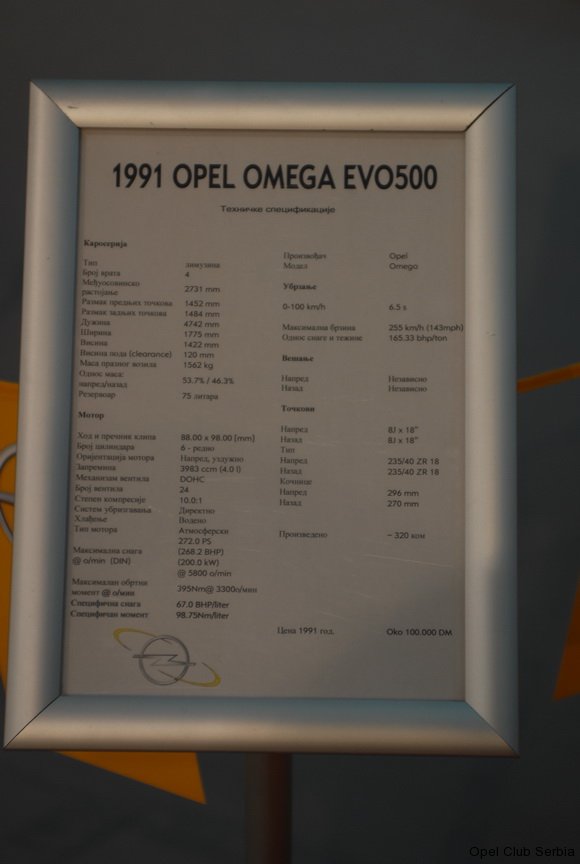 1991 OPEL OMEGA EVO500
Техничке спецификације
Каросерија
Тип лимузина
Број врата 4
Међуосовинско
растојање 2731 mm
Размак предњих точкова 1452 mm
Размак задњих точкова 1484 mm
Дужина 4742 mm
Ширина 1775 mm
Висина 1422 mm
Висина пода (clearance) 120 mm
Маса празног возила 1562 kg
Однос маса:
напред/назад 53.7% / 46.3%
Резервоар 75 литара
Мотор
Ход и пречник клипа 88.00 x 98.00 [mm]
Број цилиндара 6 - редно
Оријентација мотора Напред, уздужно
Запремина 3983 ccm (4.0 l)
Механизам вентила DOHC
Број вентила 24
Степен компресије 10.0:1
Систем убризгавања Директно
Хлађење Водено
Тип мотора Атмосферски
272.0 PS
Максимална снага (268.2 BHP)
@ о/min (DIN) (200.0 kW)
@ 5800 о/min
Максималан обртни
момент @ о/мин 395Nm@ 3300о/мин
Специфична снага 67.0 BHP/liter
Специфичан момент 98.75Nm/liter
Произвођач Opel
Модел Omega
Убрзање
0-100 km/h 6.5 s
Максимална брзина 255 km/h (143mph)
Однос снаге и тежине 165.33 bhp/ton
Вешање
Напред Независно
Назад Независно
Точкови
Напред 8J x 18"
Назад 8J x 18"
Тип
Напред 235/40 ZR 18
Назад 235/40 ZR 18
Кочнице
Напред 296 mm
Назад 270 mm
Произведено ~ 320 ком
Цена 1991 год. Oko 100.000 DM
Opel Club Serbia